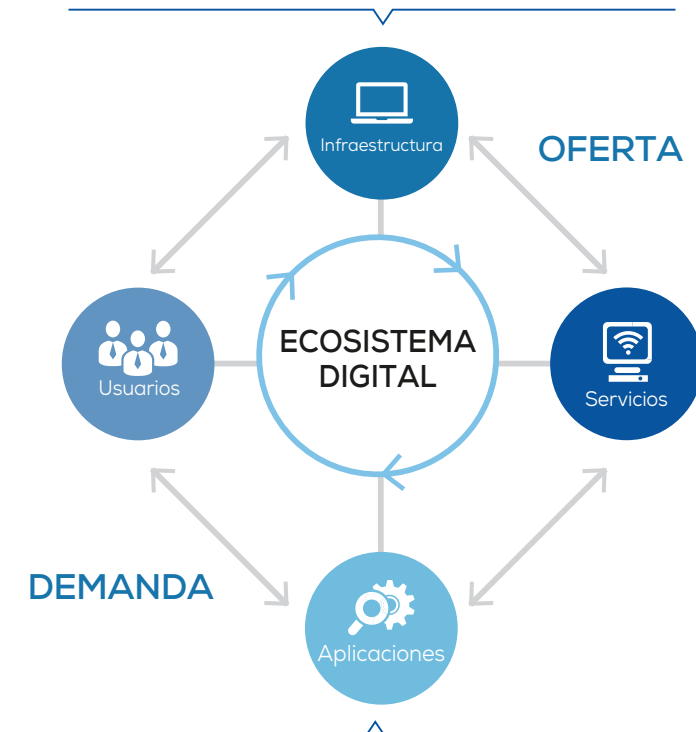 Infraestructura
OFERTA
ECOSISTEMA
DIGITAL
Usuarios
Servicios
DEMANDA
Aplicaciones